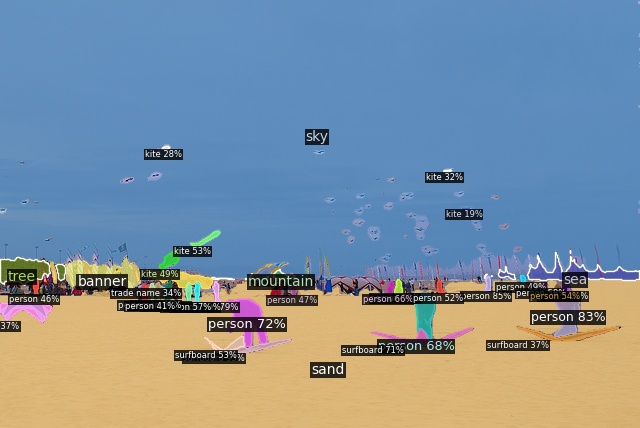 sky
kite 28%
kite 32%
kite 19%
kite 53%
kite 49%
tree
banner
mountain
sea
trade name 34%
person 49%
person 46%
person 41%
57%
79%
person 47%
person 66%
person 52%
person 85%
person 54%
37%
person 72%
person 83%
person 68%
surfboard 53%
surfboard 71%
surfboard 37%
sand